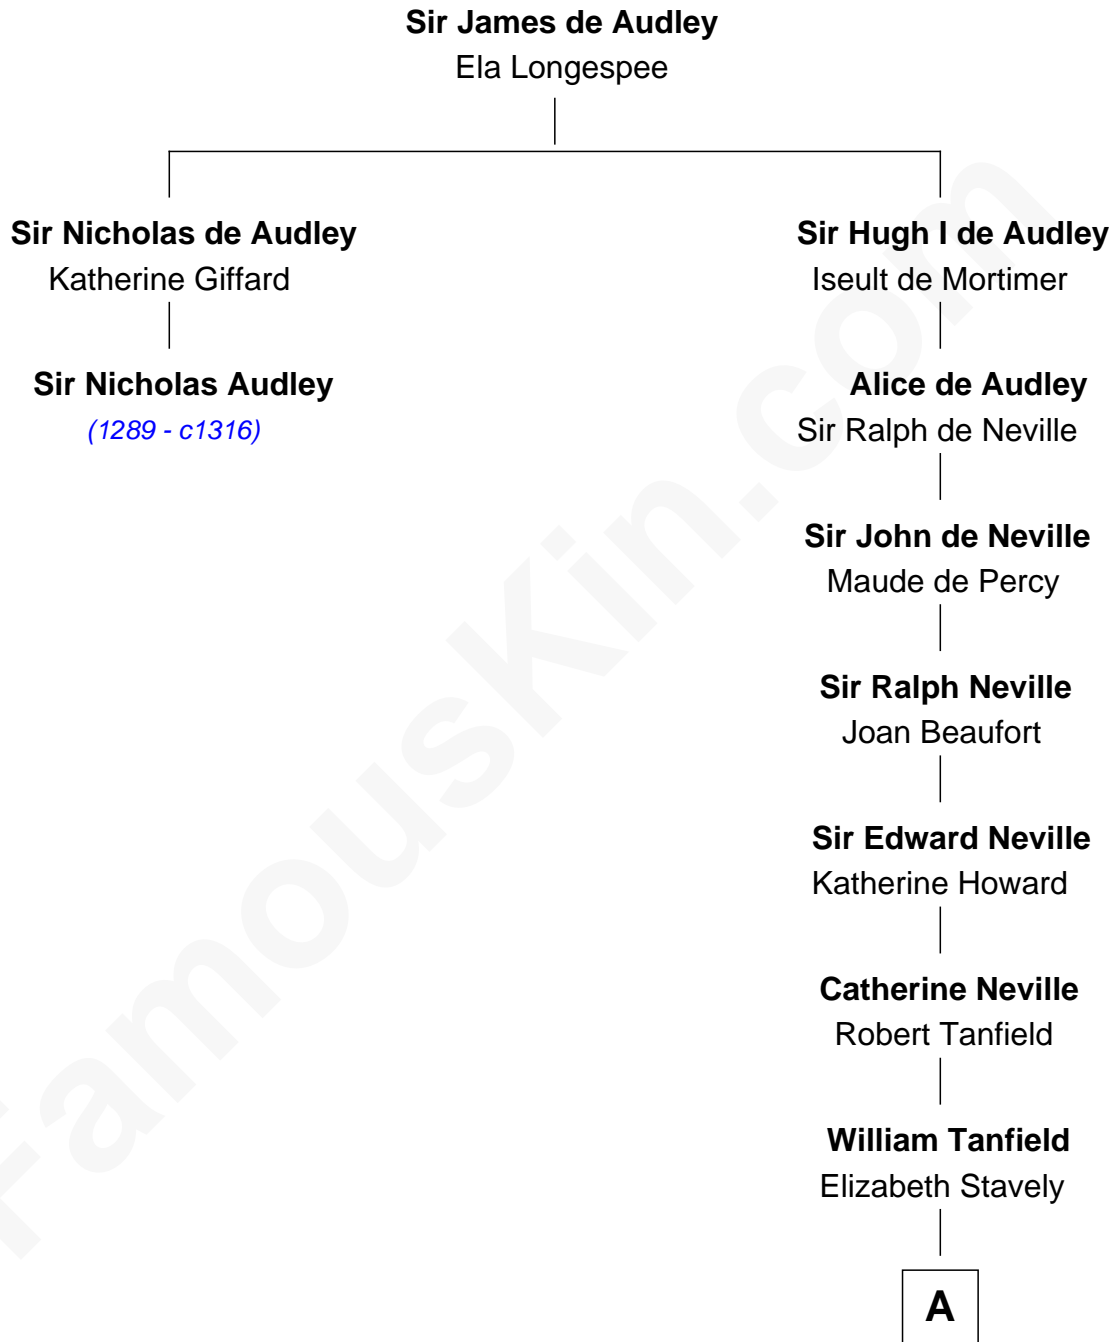 Sir James de Audley
Ela Longespee
Sir Nicholas de Audley
Katherine Giffard
Sir Nicholas Audley
(1289 - c1316)
Sir Hugh I de Audley
Iseult de Mortimer
Alice de Audley
Sir Ralph de Neville
Sir John de Neville
Maude de Percy
Sir Ralph Neville
Joan Beaufort
Sir Edward Neville
Katherine Howard
Catherine Neville
Robert Tanfield
William Tanfield
Elizabeth Stavely
A
FamousKin.com